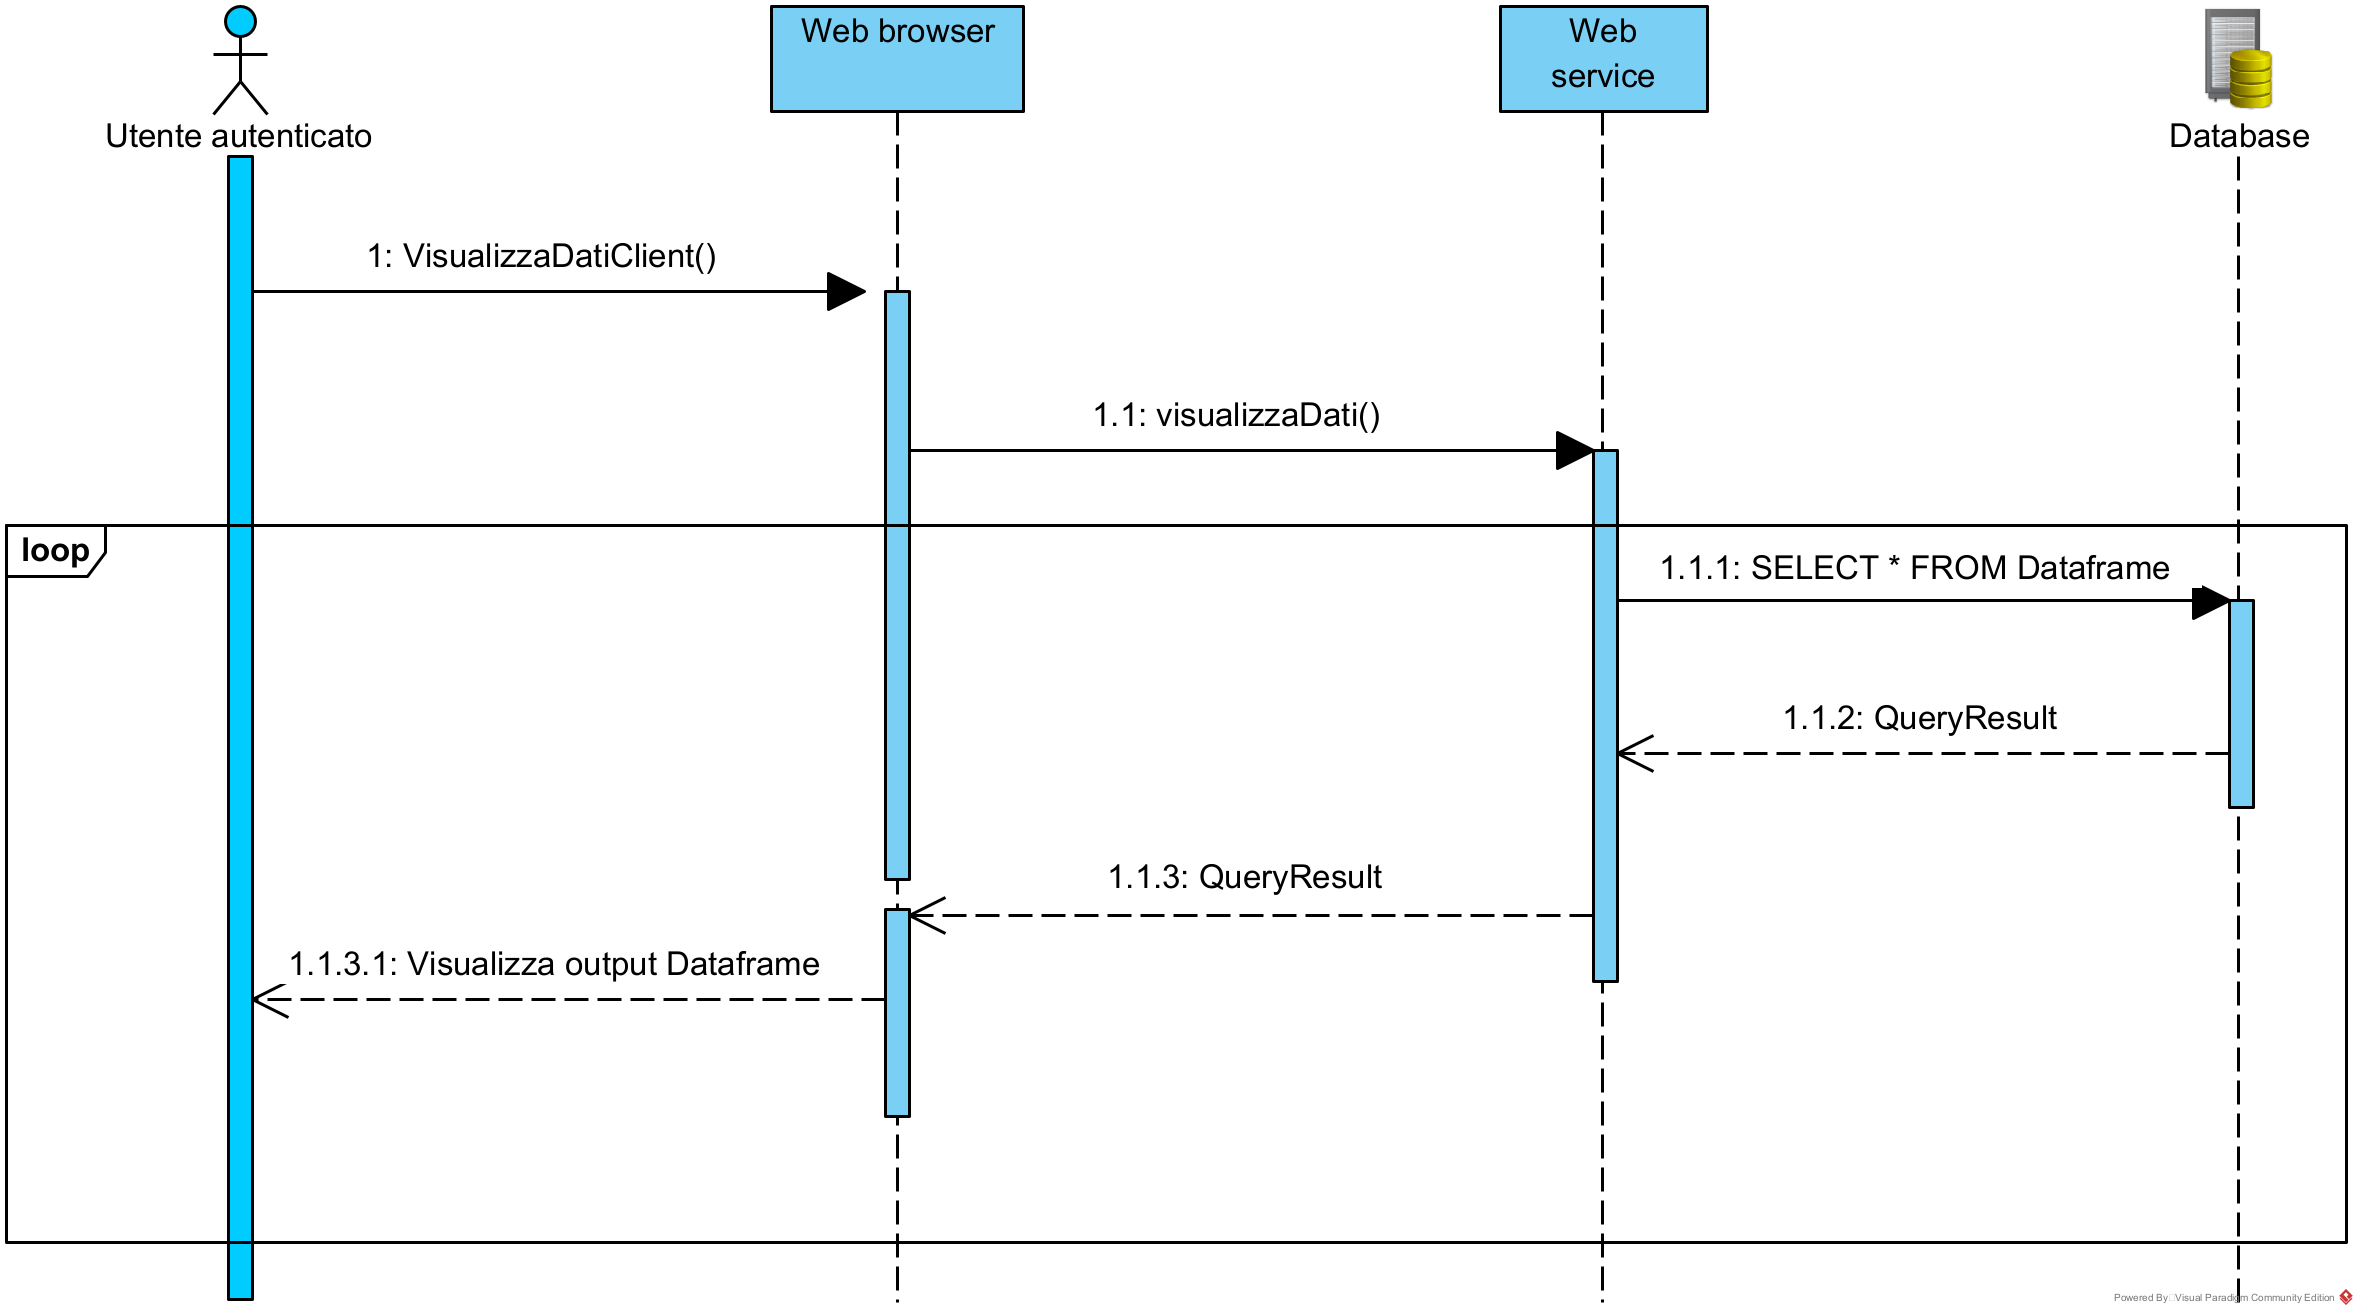 Web browser
Web
service
Utente autenticato
Database
1: VisualizzaDatiClient()
1.1: visualizzaDati()
loop
1.1.1: SELECT * FROM Dataframe
1.1.2: QueryResult
1.1.3: QueryResult
1.1.3.1: Visualizza output Dataframe
Powered By Visual Paradigm Community Edition